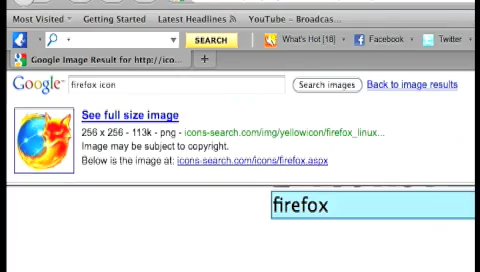 Most Visited Getting Started Latest Headlines YouTube – Broadcas...
SEARCH What's Hot [18] Facebook Twitter
Google Image Result for http://ico... +
Google firefox icon Search images Back to image results
See full size image
256 x 256 - 113k - png - icons-search.com/img/yellowicon/firefox_linux...
Image may be subject to copyright.
Below is the image at: icons-search.com/icons/firefox.aspx
firefox